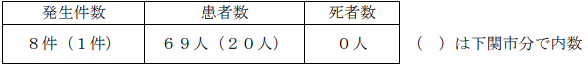 発生件数 患者数 死者数
８件（１件） ６９人（２０人） ０人 （　）は下関市分で内数